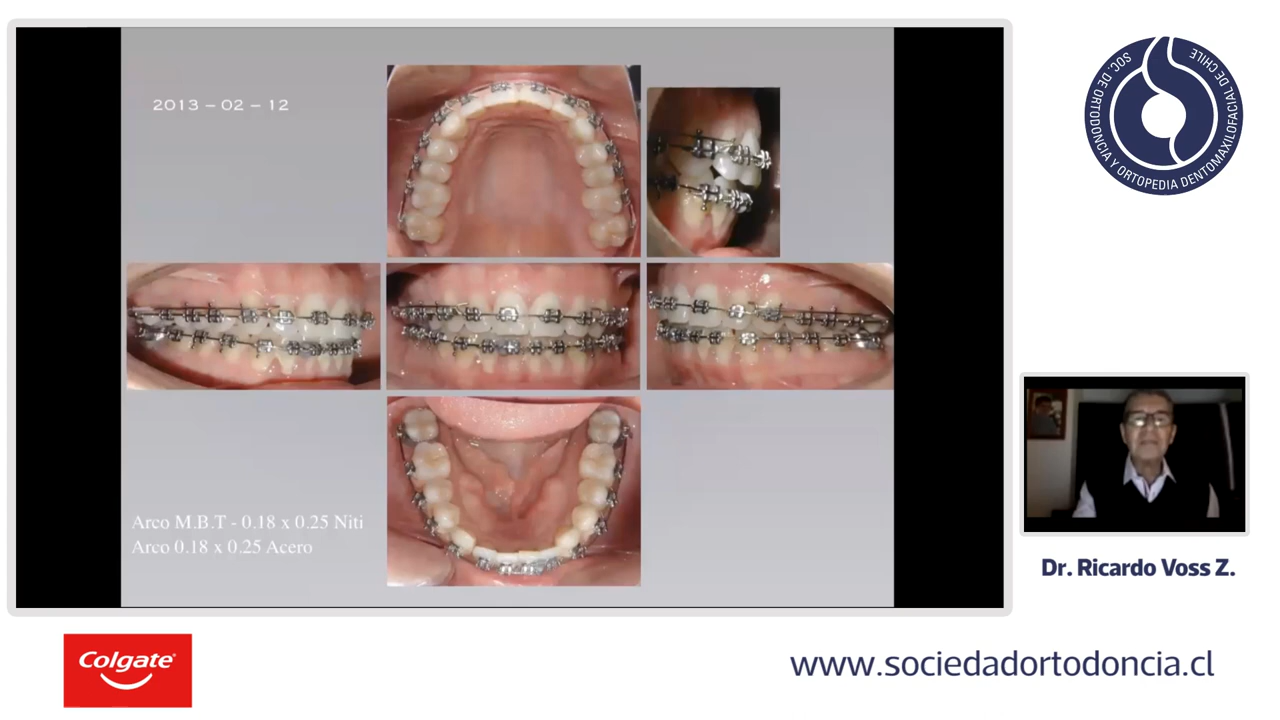 2013 – 02 – 12
SOC. DE ORTODONCIA Y ORTOPEDIA DENTOMAXILOFACIAL DE CHILE
Arco M.B.T - 0.18 x 0.25 Niti
Arco 0.18 x 0.25 Acero
Dr. Ricardo Voss Z.
Colgate®
www.sociedadortodoncia.cl